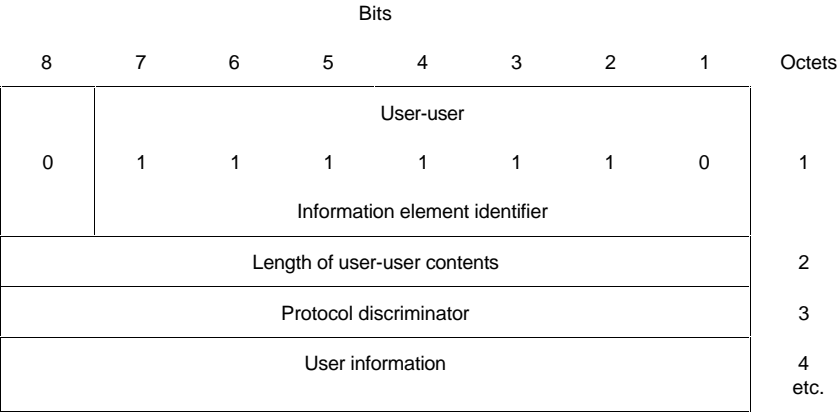 Bits
8 7 6 5 4 3 2 1 Octets
User-user
0 1 1 1 1 1 1 0 1
Information element identifier
Length of user-user contents 2
Protocol discriminator 3
User information 4
etc.